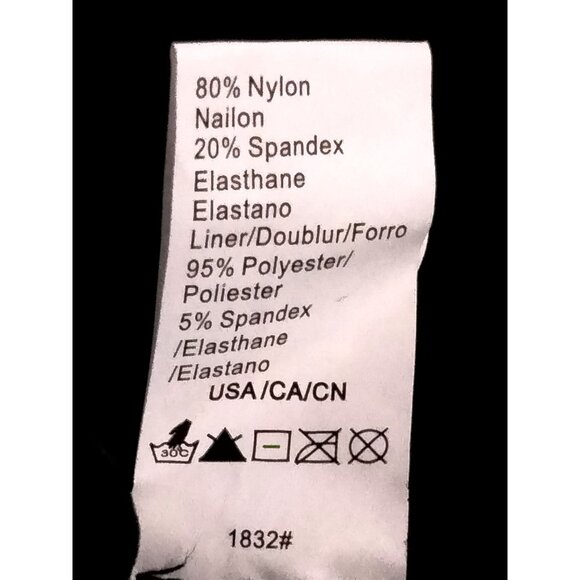 80% Nylon
Nailon
20% Spandex
Elasthane
Elastano
Liner/Doublur/Forro
95% Polyester/
Poliester
5% Spandex
/Elasthane
/Elastano
USA/CA/CN
30C
1832#